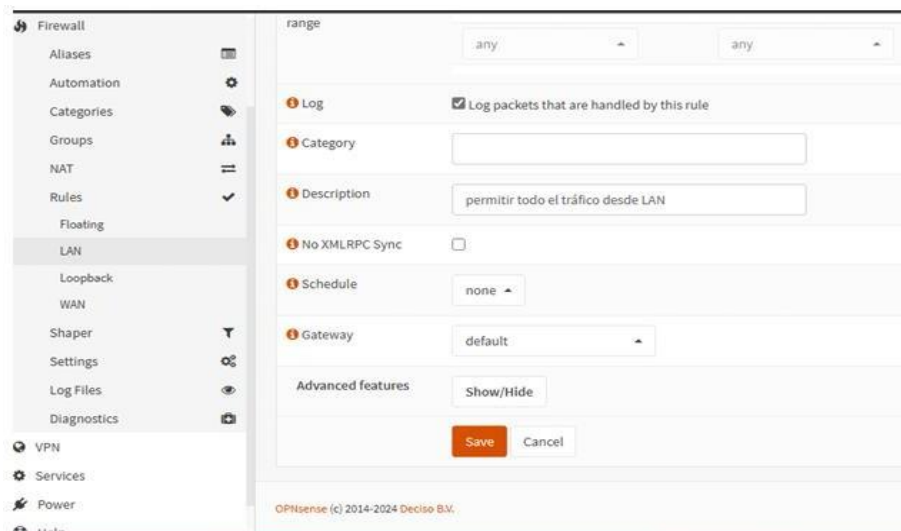 Firewall
Aliases
Automation
Categories
Groups
NAT
Rules
Floating
LAN
Loopback
WAN
Shaper
Settings
Log Files
Diagnostics
VPN
Services
Power
range
any any
Log Log packets that are handled by this rule
Category
Description permitir todo el tráfico desde LAN
No XMLRPC Sync
Schedule none
Gateway default
Advanced features Show/Hide
Save Cancel
OPNsense (c) 2014-2024 Deciso B.V.